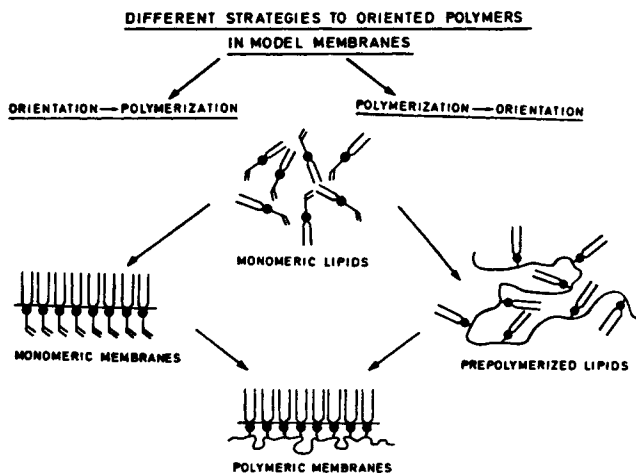 DIFFERENT STRATEGIES TO ORIENTED POLYMERS
IN MODEL MEMBRANES
ORIENTATION→POLYMERIZATION
POLYMERIZATION→ORIENTATION
MONOMERIC LIPIDS
MONOMERIC MEMBRANES
PREPOLYMERIZED LIPIDS
POLYMERIC MEMBRANES